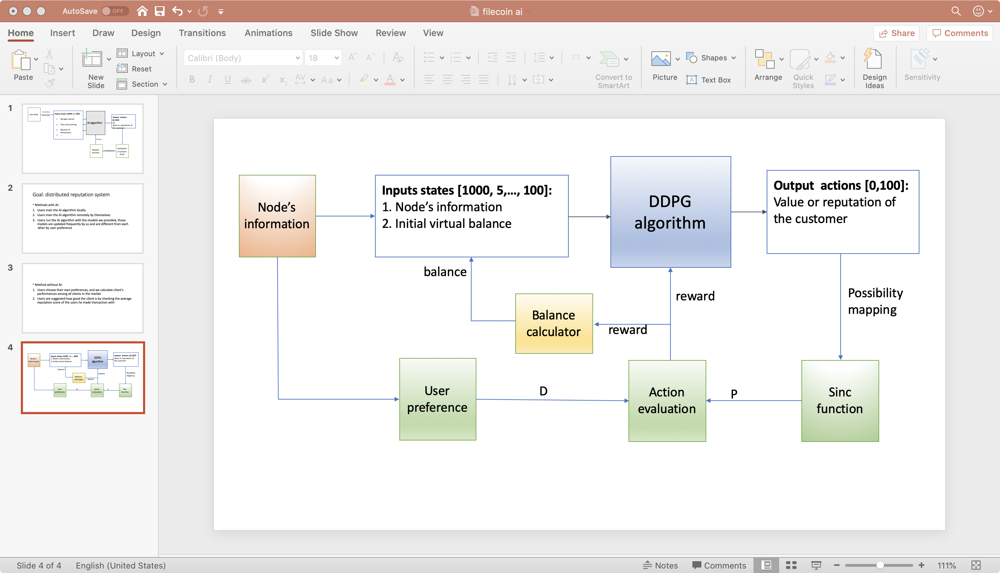 AutoSave OFF
filecoin ai
Home Insert Draw Design Transitions Animations Slide Show Review View
Share Comments
Paste
New
Slide
Layout
Reset
Section
Calibri (Body) 18
Convert to
SmartArt
Picture
Shapes
Text Box
Arrange
Quick
Styles
Design
Ideas
Sensitivity
1
User data
Inputs states [1000, 5, 100]:
1 Storage volume
2 Time since joining
3 Number of
transactions
4 ...
AI algorithm
Output actions
[0,100]:
10
Value or reputation of
the customer
Reward
function
Consequences
Evaluation
of actions
70-10
2
Goal: distributed reputation system
• Methods with AI:
1. Users train the AI algorithm locally
2. Users train the AI algorithm remotely by themselves
3. Users run the AI algorithm with the models we provided, those
models are updated frequently by us and are different from each
other by user preference
3
• Method without AI:
1. Users choose their own preferences, and we calculate client's
performances among all clients in the market
2. Users are suggested how good the client is by checking the average
reputation score of the users he made transaction with
4
Node's
information
Inputs states [1000, 5,..., 100]:
1. Node's information
2. Initial virtual balance
DDPG
algorithm
Output actions [0,100]:
Value or reputation of
the customer
balance
Balance
calculator
reward
reward
Possibility
mapping
User
preference
D
Action
evaluation
P
Sinc
function
Node’s
information
Inputs states [1000, 5,..., 100]:
1. Node’s information
2. Initial virtual balance
DDPG
algorithm
Output  actions [0,100]:
Value or reputation of
the customer
balance
reward
Possibility
mapping
Balance
calculator
reward
User
preference
D
Action
evaluation
P
Sinc
function
Slide 4 of 4 English (United States)
Notes Comments 111%